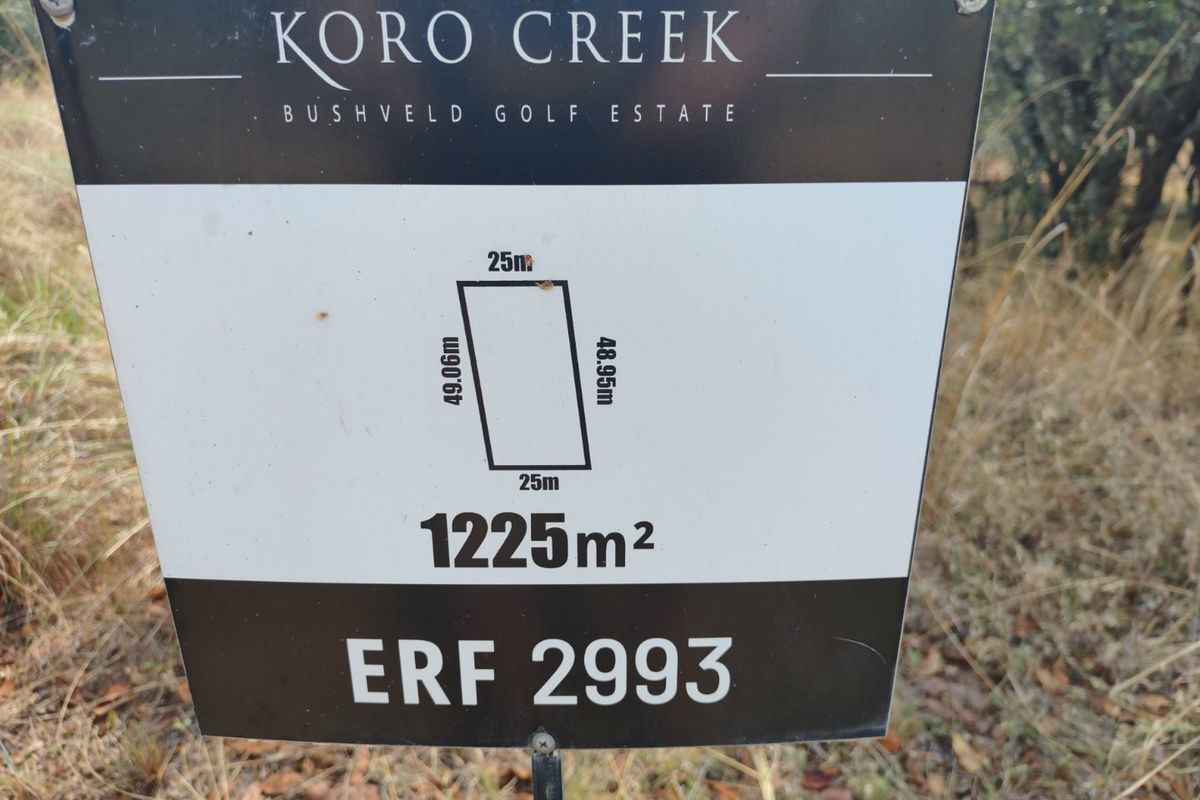 KORO CREEK
BUSHVELD GOLF ESTATE
25m
49.06m
48.95m
25m
1225m²
ERF 2993